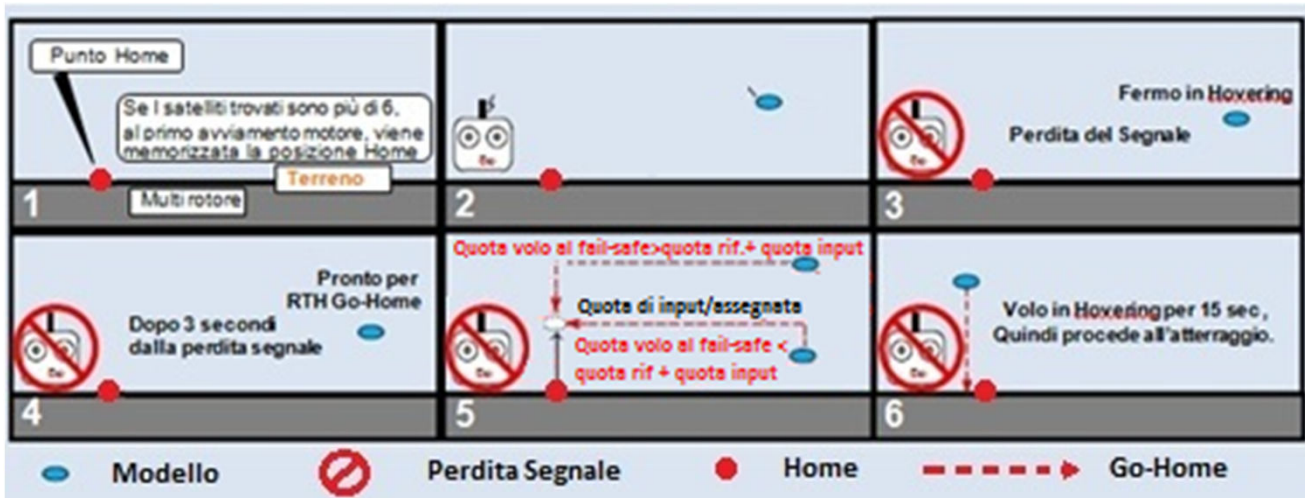 Punto Home
Se I satelliti trovati sono più di 6,
al primo avviamento motore, viene
memorizzata la posizione Home
Terreno
Multi rotore
1
2
Fermo in Hovering
Perdita del Segnale
3
Pronto per
RTH Go-Home
Dopo 3 secondi
dalla perdita segnale
4
Quota volo al fail-safe>quota rif.+ quota input
Quota di input/assegnata
Quota volo al fail-safe <
quota rif + quota input
5
Volo in Hovering per 15 sec,
Quindi procede all'atterraggio.
6
Modello
Perdita Segnale
Home
Go-Home